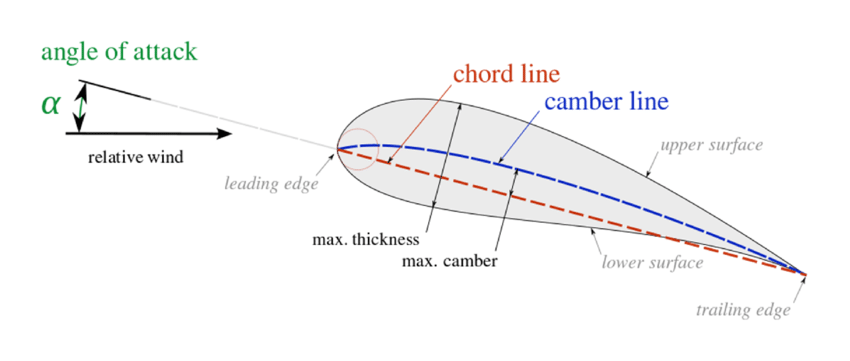 angle of attack
α
relative wind
chord line
camber line
upper surface
leading edge
max. thickness
max. camber
lower surface
trailing edge